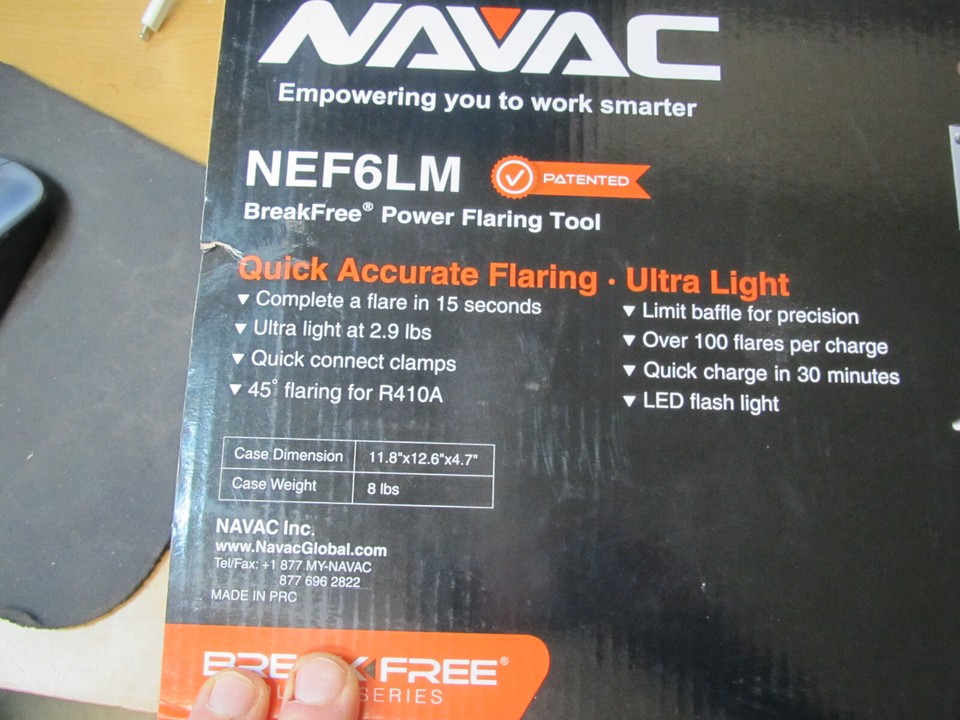 NAVAC
Empowering you to work smarter
NEF6LM
PATENTED
BreakFree® Power Flaring Tool
Quick Accurate Flaring · Ultra Light
▼ Complete a flare in 15 seconds
▼ Ultra light at 2.9 lbs
▼ Quick connect clamps
▼ 45° flaring for R410A
▼ Limit baffle for precision
▼ Over 100 flares per charge
▼ Quick charge in 30 minutes
▼ LED flash light
Case Dimension 11.8"x12.6"x4.7"
Case Weight 8 lbs
NAVAC Inc.
www.NavacGlobal.com
Tel/Fax: +1 877 MY-NAVAC
877 696 2822
MADE IN PRC
BREAK FREE®
SERIES